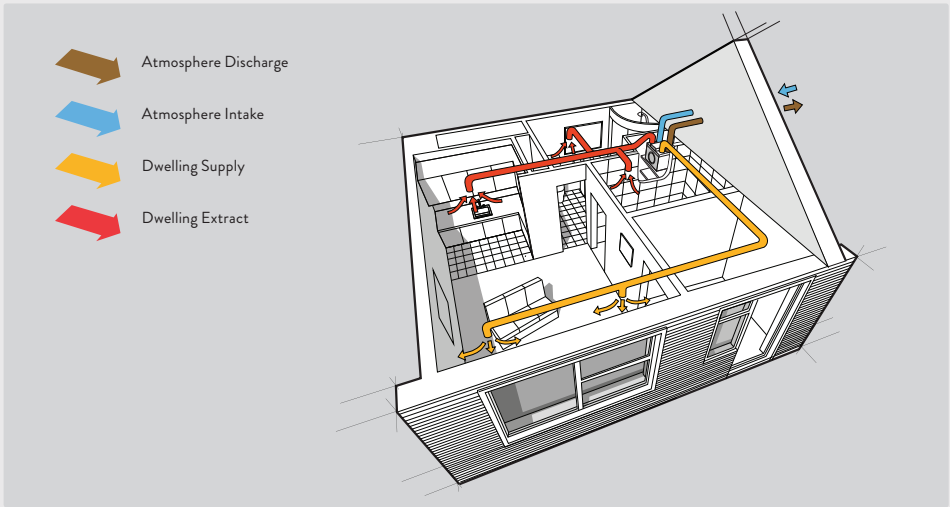 Atmosphere Discharge
Atmosphere Intake
Dwelling Supply
Dwelling Extract